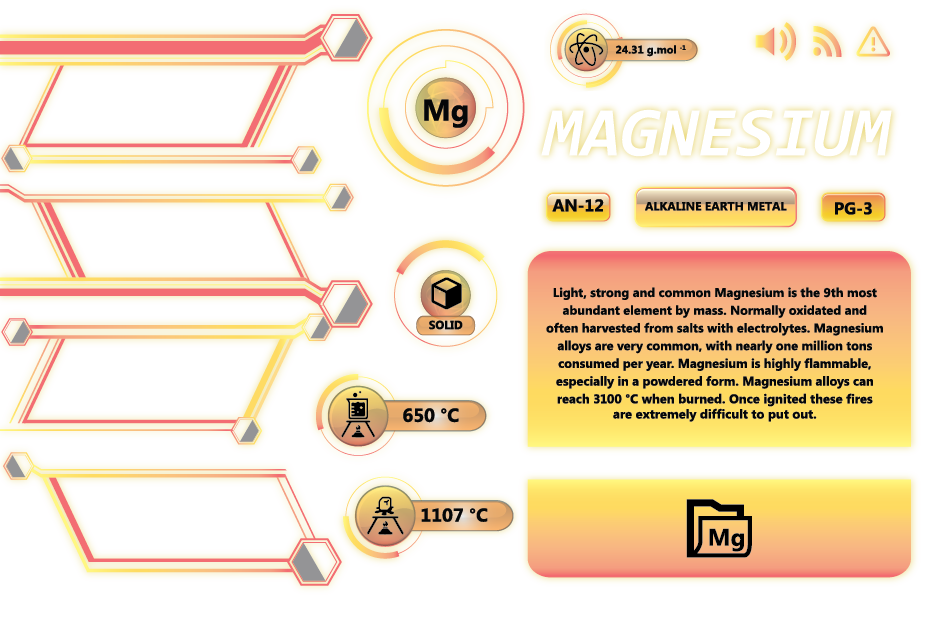 24.31 g.mol -1
Mg
MAGNESIUM
AN-12
ALKALINE EARTH METAL
PG-3
SOLID
Light, strong and common Magnesium is the 9th most
abundant element by mass. Normally oxidated and
often harvested from salts with electrolytes. Magnesium
alloys are very common, with nearly one million tons
consumed per year. Magnesium is highly flammable,
especially in a powdered form. Magnesium alloys can
reach 3100 °C when burned. Once ignited these fires
are extremely difficult to put out.
650 °C
1107 °C
Mg